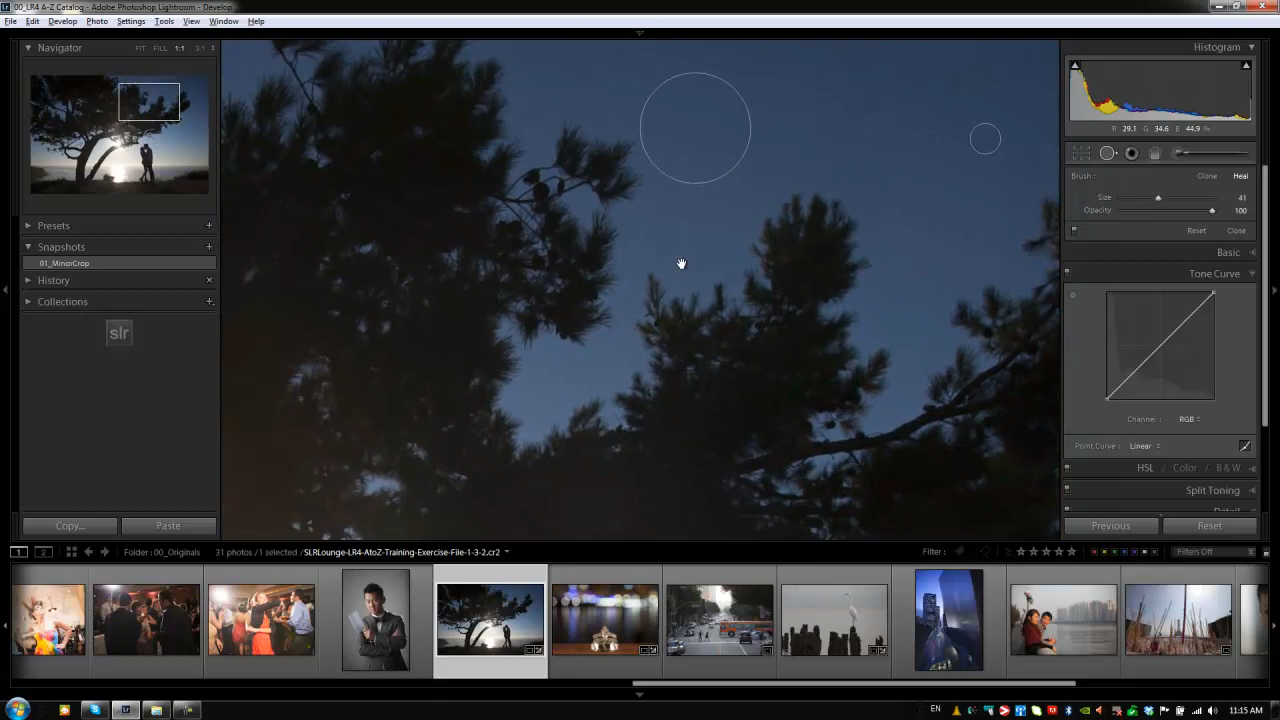 00_LR4 A-Z Catalog - Adobe Photoshop Lightroom - Develop
File Edit Develop Photo Settings Tools View Window Help
Navigator FIT FILL 1:1 3:1
Presets
Snapshots
01_MinorCrop
History
Collections
slr
Copy... Paste
Histogram
R 29.1 G 34.6 B 44.9 %
Brush: Clone Heal
Size 41
Opacity 100
Reset Close
Basic
Tone Curve
Channel : RGB
Point Curve : Linear
HSL / Color / B & W
Split Toning
Detail
Previous Reset
1 2 Folder : 00_Originals 31 photos /1 selected /SLRLounge-LR4-AtoZ-Training-Exercise-File-1-3-2.cr2 Filter : Filters Off
EN 11:15 AM